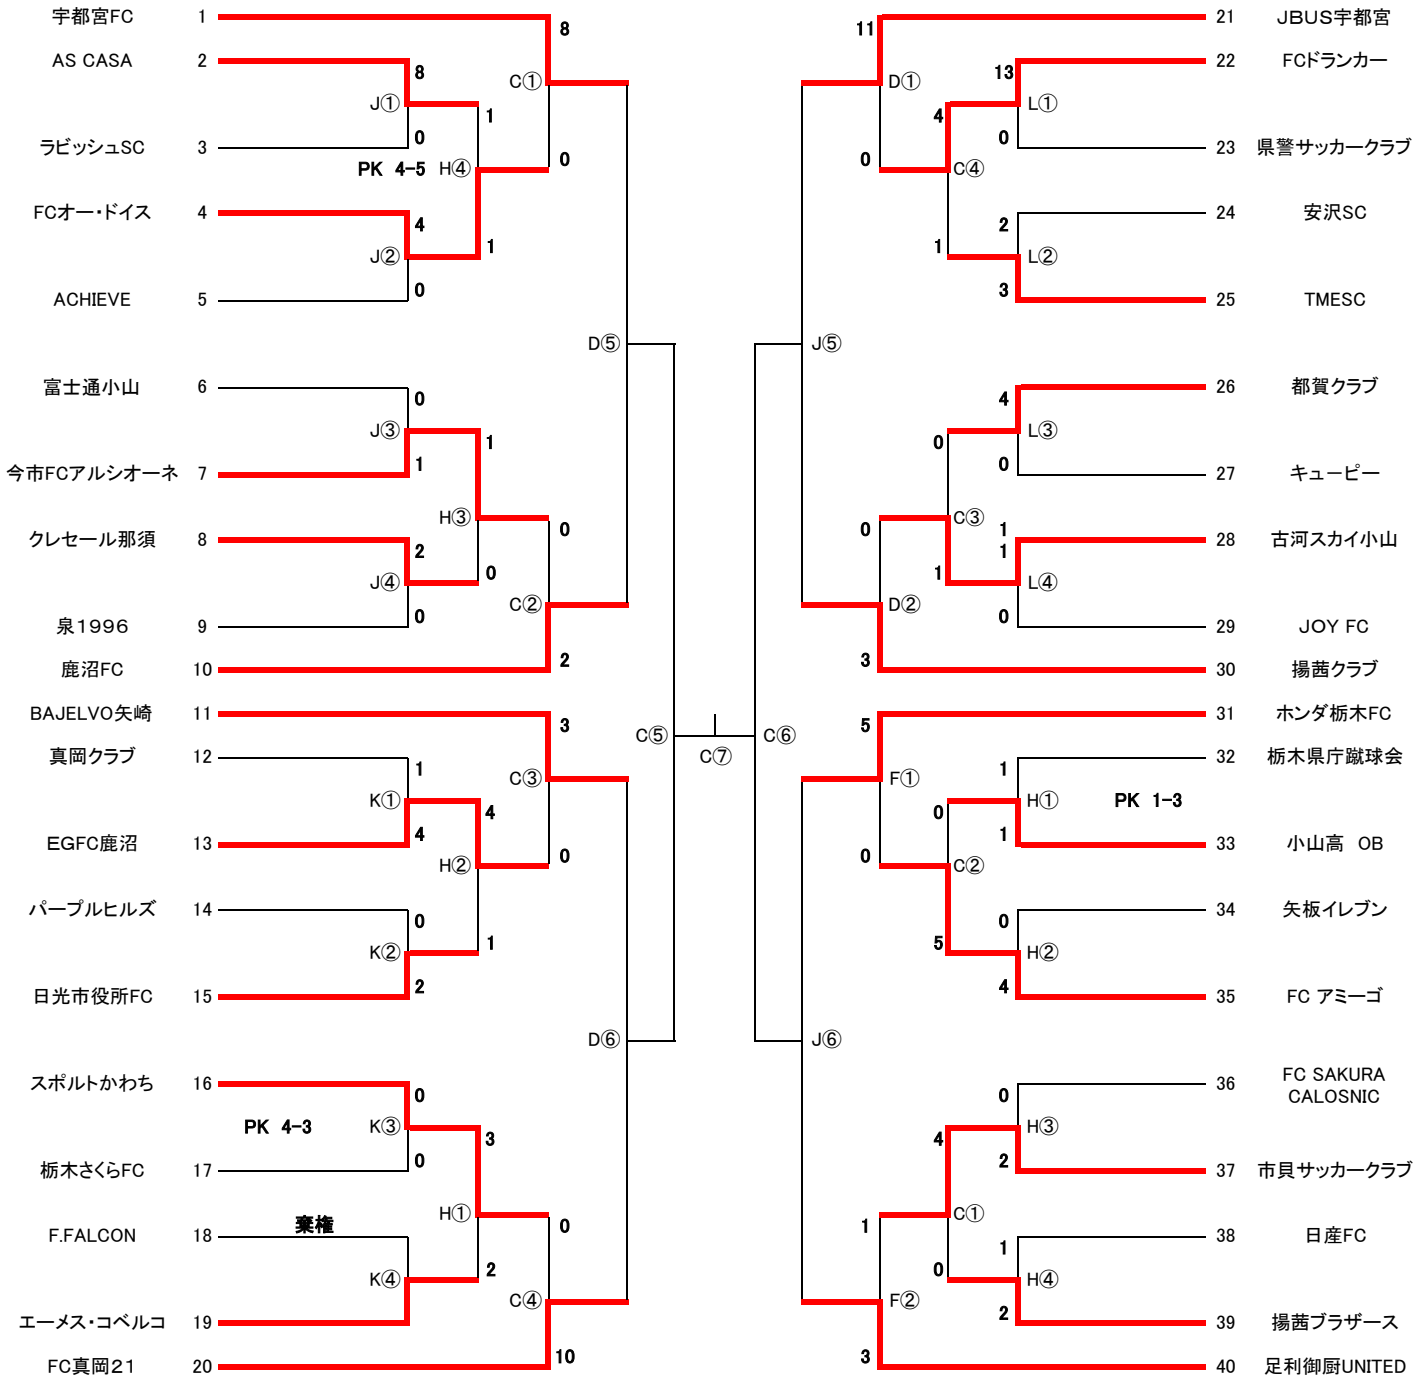 宇都宮FC 1
8
AS CASA 2
8
C①
J①
1
0
ラビッシュSC 3
0
PK 4-5 H④
FCオー・ドイス 4
4
1
J②
0
ACHIEVE 5
D⑤
富士通小山 6
0
J③
1
1
今市FCアルシオーネ 7
H③
0
クレセール那須 8
2
0
J④
C②
0
泉1996 9
2
鹿沼FC 10
BAJELVO矢崎 11
3
C⑤
真岡クラブ 12
1
C③
K①
4
4
EGFC鹿沼 13
0
H②
パープルヒルズ 14
0
1
K②
2
日光市役所FC 15
D⑥
スポルトかわち 16
0
PK 4-3 K③
3
0
栃木さくらFC 17
H①
0
F.FALCON 18 棄権
2
K④
C④
エーメス・コベルコ 19
10
FC真岡21 20
C⑦
11
21 JBUS宇都宮
22 FCドランカー
13
D①
L①
4
0
23 県警サッカークラブ
0
C④
24 安沢SC
2
1
L②
3
25 TMESC
J⑤
26 都賀クラブ
4
L③
0
0
27 キューピー
C③
0
1
28 古河スカイ小山
1
1
L④
D②
0
29 JOY FC
3
30 揚茜クラブ
5
31 ホンダ栃木FC
C⑥
32 栃木県庁蹴球会
1
F①
H① PK 1-3
0
1
33 小山高 OB
0
C②
34 矢板イレブン
0
5
H②
4
35 FC アミーゴ
J⑥
36 FC SAKURA
CALOSNIC
0
H③
4
2
37 市貝サッカークラブ
C①
1
38 日産FC
1
0
H④
F②
2
39 揚茜ブラザース
3
40 足利御厨UNITED